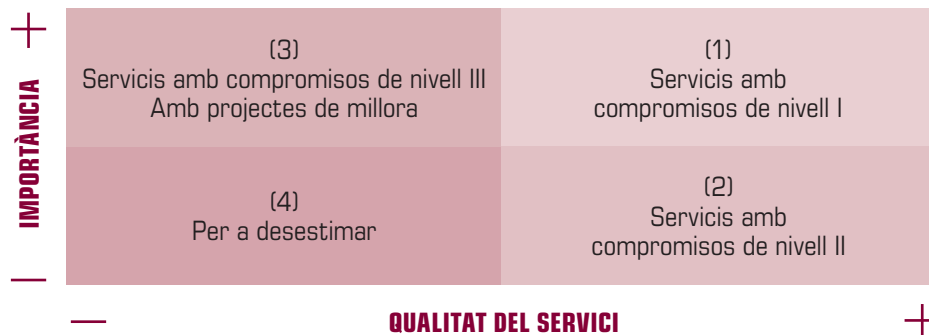 +
IMPORTÀNCIA
—
(3)
Servicis amb compromisos de nivell III
Amb projectes de millora
(1)
Servicis amb
compromisos de nivell I
(4)
Per a desestimar
(2)
Servicis amb
compromisos de nivell II
— QUALITAT DEL SERVICI +